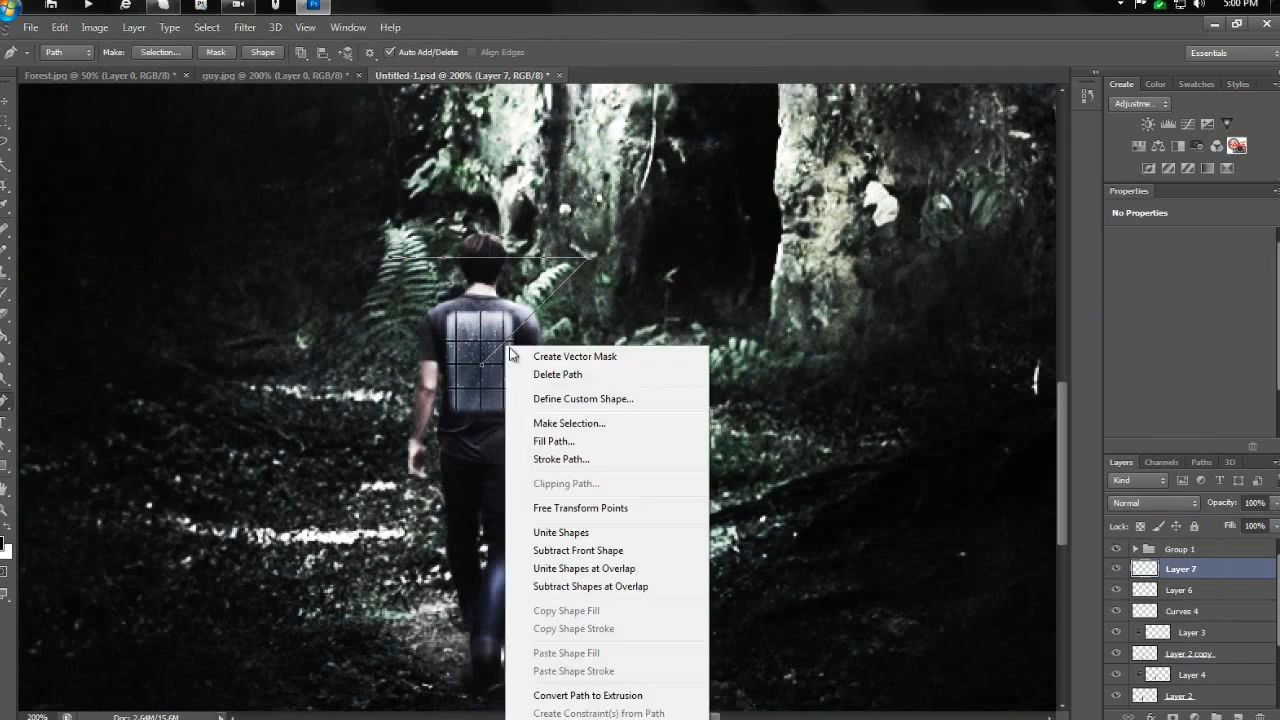 5:00 PM
File Edit Image Layer Type Select Filter 3D View Window Help
Path Make: Selection... Mask Shape Auto Add/Delete Align Edges Essentials
Forest.jpg @ 50% (Layer 0, RGB/8) * × guy.jpg @ 200% (Layer 0, RGB/8) * × Untitled-1.psd @ 200% (Layer 7, RGB/8) * ×
Create Color Swatches Styles
Adjustme...
Properties
No Properties
Create Vector Mask
Delete Path
Define Custom Shape...
Make Selection...
Fill Path...
Stroke Path...
Clipping Path...
Free Transform Points
Unite Shapes
Subtract Front Shape
Unite Shapes at Overlap
Subtract Shapes at Overlap
Copy Shape Fill
Copy Shape Stroke
Paste Shape Fill
Paste Shape Stroke
Convert Path to Extrusion
Create Constraint(s) from Path
Layers Channels Paths 3D
Kind
Normal Opacity: 100%
Lock: Fill: 100%
Group 1
Layer 7
Layer 6
Curves 4
Layer 3
Layer 2 copy
Layer 4
Layer 2
200% Doc: 2.64M/15.6M